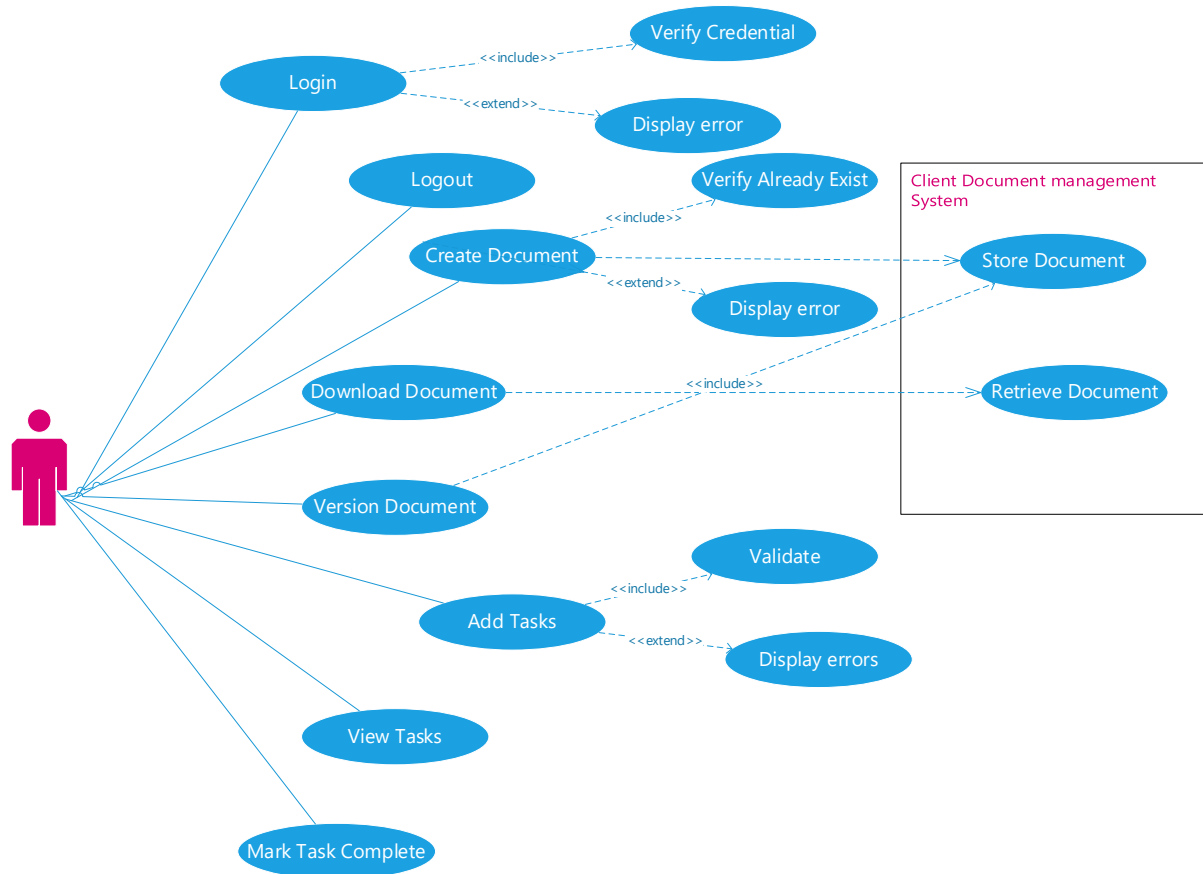 Verify Credential
<<include>>
Login
<<extend>>
Display error
Logout
Verify Already Exist
Client Document management
System
<<include>>
Create Document
Store Document
<<extend>>
Display error
<<include>>
Download Document
Retrieve Document
Version Document
Validate
<<include>>
Add Tasks
<<extend>>
Display errors
View Tasks
Mark Task Complete